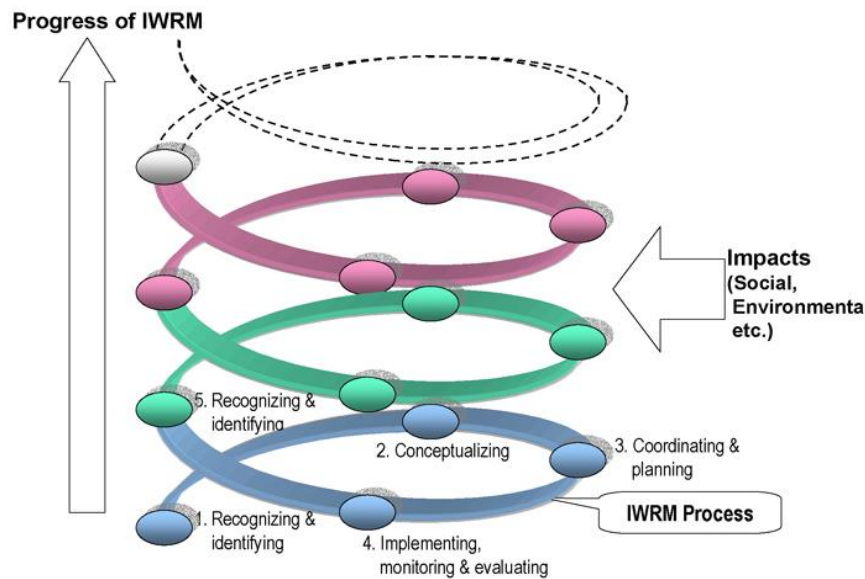 Progress of IWRM
Impacts
(Social,
Environmenta
etc.)
5. Recognizing &
identifying
2. Conceptualizing
3. Coordinating &
planning
1. Recognizing &
identifying
4. Implementing,
monitoring & evaluating
IWRM Process